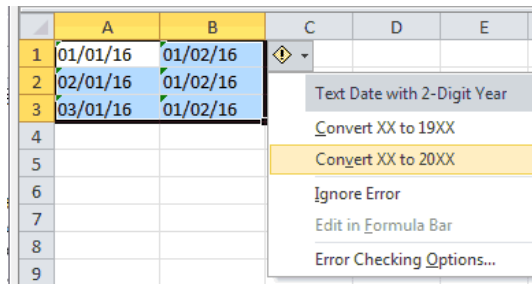 A B C D E
1 01/01/16 01/02/16
2 02/01/16 01/02/16
3 03/01/16 01/02/16
4
5
6
7
8
9
Text Date with 2-Digit Year
Convert XX to 19XX
Convert XX to 20XX
Ignore Error
Edit in Formula Bar
Error Checking Options...